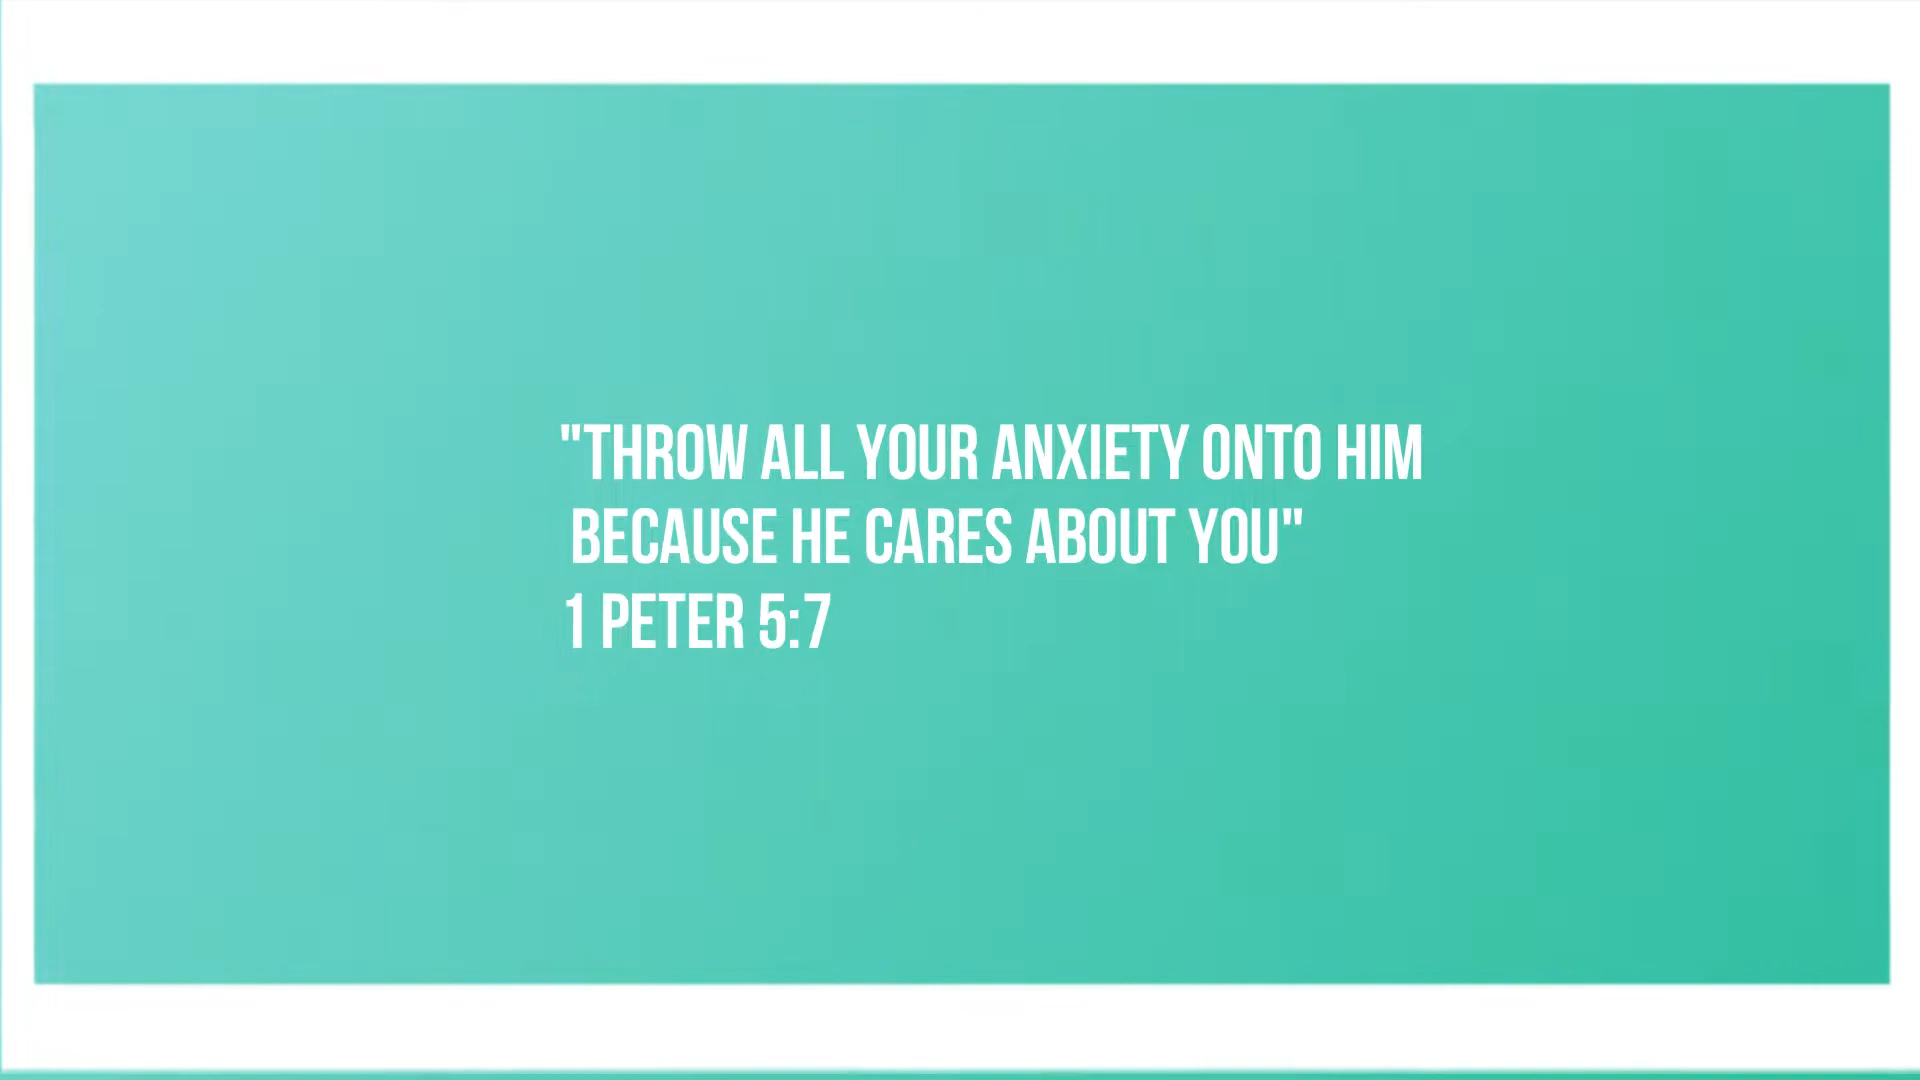 "THROW ALL YOUR ANXIETY ONTO HIM
BECAUSE HE CARES ABOUT YOU"
1 PETER 5:7